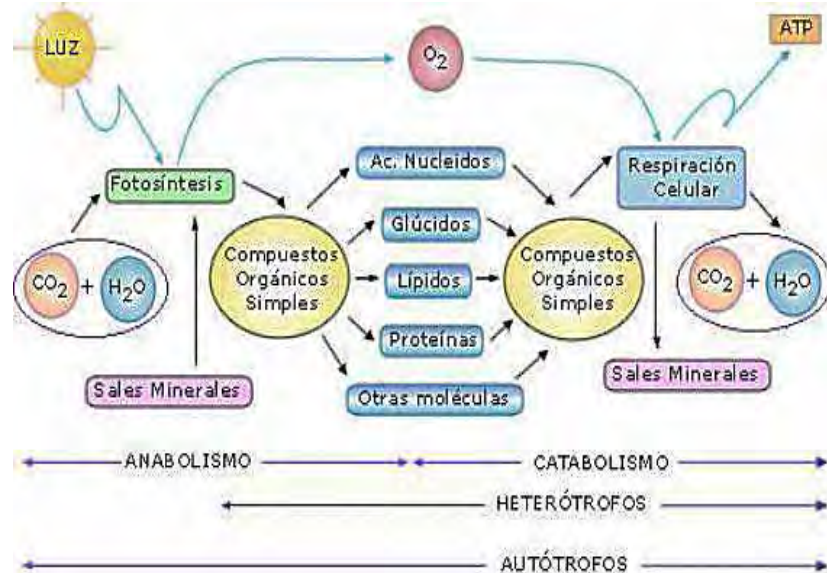 LUZ
O2
ATP
Fotosíntesis
Ac. Nucleidos
Respiración
Celular
Glúcidos
Compuestos
Orgánicos
Simples
Compuestos
Orgánicos
Simples
CO2 + H2O
Lípidos
CO2 + H2O
Proteínas
Sales Minerales
Otras moléculas
Sales Minerales
ANABOLISMO
CATABOLISMO
HETERÓTROFOS
AUTÓTROFOS